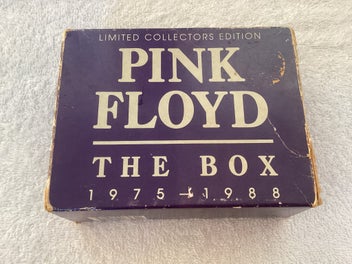 LIMITED COLLECTORS EDITION
PINK
FLOYD
THE BOX
1975–1988